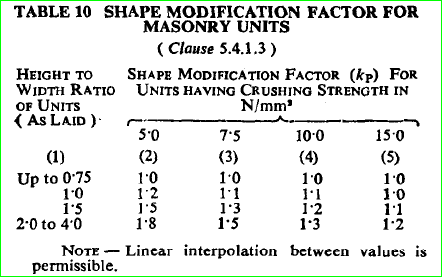 TABLE 10 SHAPE MODIFICATION FACTOR FOR
MASONRY UNITS
( Clause 5.4.1.3 )
HEIGHT TO SHAPE MODIFICATION FACTOR (kP) FOR
WIDTH RATIO UNITS HAVING CRUSHING STRENGTH IN
OF UNITS N/mm²
( AS LAID )
5·0 7·5 10·0 15·0
(1) (2) (3) (4) (5)
Up to 0·75 1·0 1·0 1·0 1·0
1·0 1·2 1·1 1·1 1·0
1·5 1·5 1·3 1·2 1·1
2·0 to 4·0 1·8 1·5 1·3 1·2
NOTE — Linear interpolation between values is
permissible.